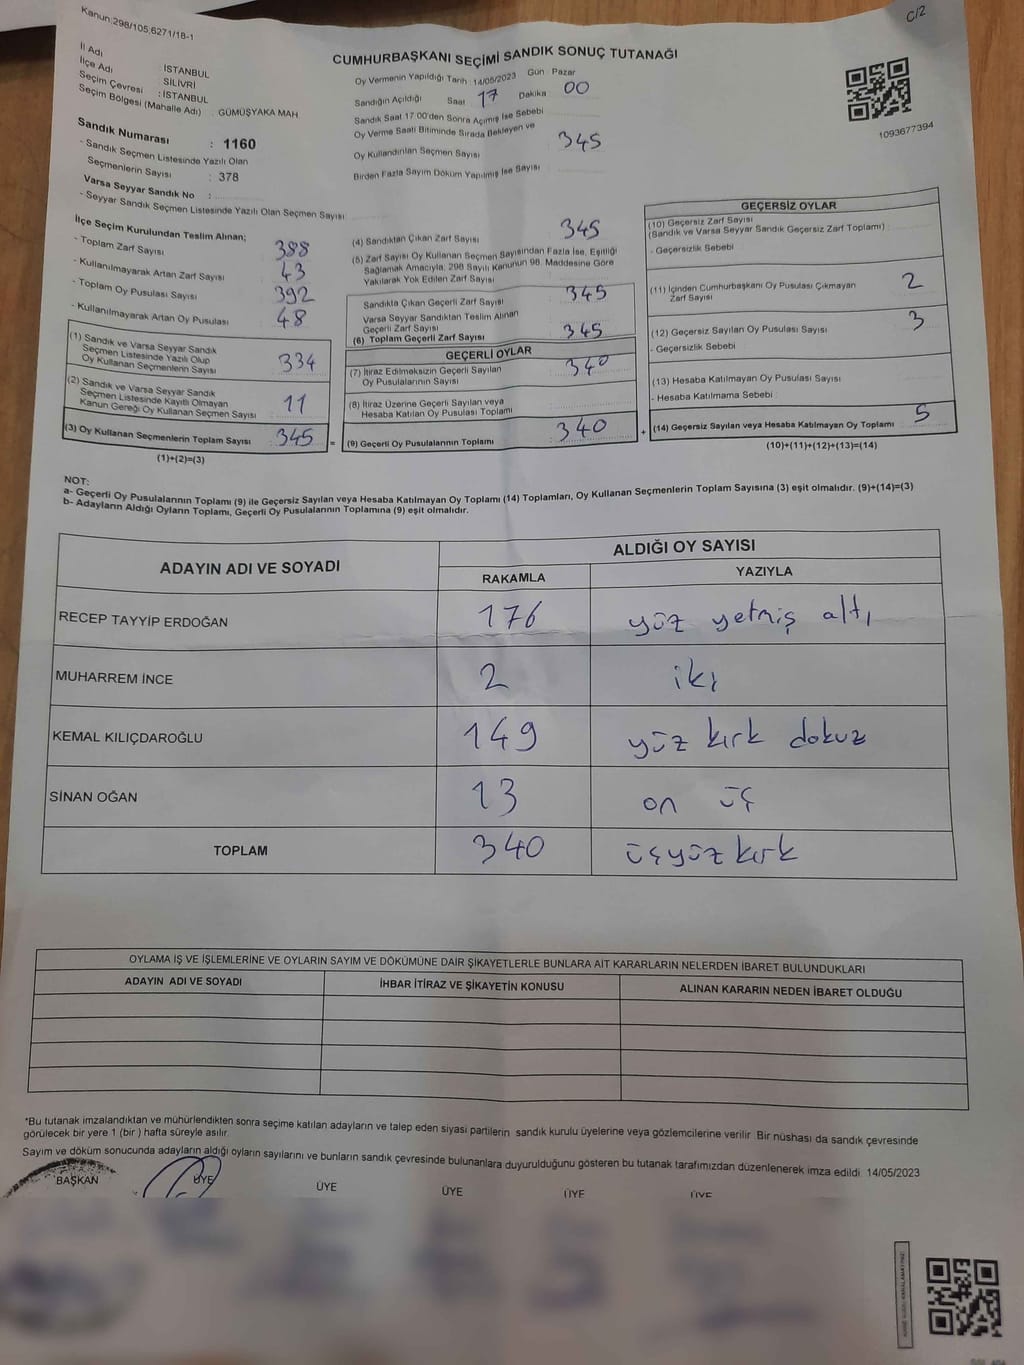 Kanun:298/105,6271/18-1
C/2
CUMHURBAŞKANI SEÇİMİ SANDIK SONUÇ TUTANAĞI
İl Adı : İSTANBUL
İlçe Adı : SİLİVRİ
Seçim Çevresi : İSTANBUL
Seçim Bölgesi (Mahalle Adı) : GÜMÜŞYAKA MAH
Sandık Numarası : 1160
- Sandık Seçmen Listesinde Yazılı Olan
Seçmenlerin Sayısı : 378
Varsa Seyyar Sandık No :
- Seyyar Sandık Seçmen Listesinde Yazılı Olan Seçmen Sayısı
Oy Vermenin Yapıldığı Tarih : 14/05/2023 Gün Pazar
Sandığın Açıldığı Saat 17 Dakika 00
Sandık Saat 17:00'den Sonra Açımış İse Sebebi
Oy Verme Saati Bitiminde Sırada Bekleyen ve
Oy Kullandırılan Seçmen Sayısı 345
Birden Fazla Sayım Döküm Yapılmış İse Sayısı
1093677394
İlçe Seçim Kurulundan Teslim Alınan;
- Toplam Zarf Sayısı 388
- Kullanılmayarak Artan Zarf Sayısı 43
- Toplam Oy Pusulası Sayısı 392
- Kullanılmayarak Artan Oy Pusulası 48
(1) Sandık ve Varsa Seyyar Sandık
Seçmen Listesinde Yazılı Olup
Oy Kullanan Seçmenlerin Sayısı 334
(2) Sandık ve Varsa Seyyar Sandık
Seçmen Listesinde Kayıtlı Olmayan
Kanun Gereği Oy Kullanan Seçmen Sayısı 11
(3) Oy Kullanan Seçmenlerin Toplam Sayısı 345 =
(1)+(2)=(3)
(4) Sandıktan Çıkan Zarf Sayısı 345
(5) Zarf Sayısı Oy Kullanan Seçmen Sayısından Fazla İse, Eşitliği
Sağlamak Amacıyla, 298 Sayılı Kanunun 98. Maddesine Göre
Yakılarak Yok Edilen Zarf Sayısı
Sandıkla Çıkan Geçerli Zarf Sayısı 345
Varsa Seyyar Sandıktan Teslim Alınan
Geçerli Zarf Sayısı
(6) Toplam Geçerli Zarf Sayısı 345
GEÇERLİ OYLAR
(7) İtiraz Edilmeksizin Geçerli Sayılan
Oy Pusulalarının Sayısı 340
(8) İtiraz Üzerine Geçerli Sayılan veya
Hesaba Katılan Oy Pusulası Toplamı
(9) Geçerli Oy Pusulalarının Toplamı 340 +
GEÇERSİZ OYLAR
(10) Geçersiz Zarf Sayısı
(Sandık ve Varsa Seyyar Sandık Geçersiz Zarf Toplamı)
- Geçersizlik Sebebi
(11) İçinden Cumhurbaşkanı Oy Pusulası Çıkmayan
Zarf Sayısı 2
(12) Geçersiz Sayılan Oy Pusulası Sayısı 3
- Geçersizlik Sebebi
(13) Hesaba Katılmayan Oy Pusulası Sayısı
- Hesaba Katılmama Sebebi
(14) Geçersiz Sayılan veya Hesaba Katılmayan Oy Toplamı 5
(10)+(11)+(12)+(13)=(14)
NOT:
a- Geçerli Oy Pusulalarının Toplamı (9) ile Geçersiz Sayılan veya Hesaba Katılmayan Oy Toplamı (14) Toplamları, Oy Kullanan Seçmenlerin Toplam Sayısına (3) eşit olmalıdır. (9)+(14)=(3)
b- Adayların Aldığı Oyların Toplamı, Geçerli Oy Pusulalarının Toplamına (9) eşit olmalıdır.
ADAYIN ADI VE SOYADI
ALDIĞI OY SAYISI
RAKAMLA YAZIYLA
RECEP TAYYİP ERDOĞAN 176 yüz yetmiş altı
MUHARREM İNCE 2 iki
KEMAL KILIÇDAROĞLU 149 yüz kırk dokuz
SİNAN OĞAN 13 on üç
TOPLAM 340 üçyüz kırk
OYLAMA İŞ VE İŞLEMLERİNE VE OYLARIN SAYIM VE DÖKÜMÜNE DAİR ŞİKAYETLERLE BUNLARA AİT KARARLARIN NELERDEN İBARET BULUNDUKLARI
ADAYIN ADI VE SOYADI İHBAR İTİRAZ VE ŞİKAYETİN KONUSU ALINAN KARARIN NEDEN İBARET OLDUĞU
*Bu tutanak imzalandıktan ve mühürlendikten sonra seçime katılan adayların ve talep eden siyasi partilerin sandık kurulu üyelerine veya gözlemcilerine verilir. Bir nüshası da sandık çevresinde
görülecek bir yere 1 (bir ) hafta süreyle asılır.
Sayım ve döküm sonucunda adayların aldığı oyların sayılarını ve bunların sandık çevresinde bulunanlara duyurulduğunu gösteren bu tutanak tarafımızdan düzenlenerek imza edildi. 14/05/2023
BAŞKAN ÜYE ÜYE ÜYE ÜYE ÜYE